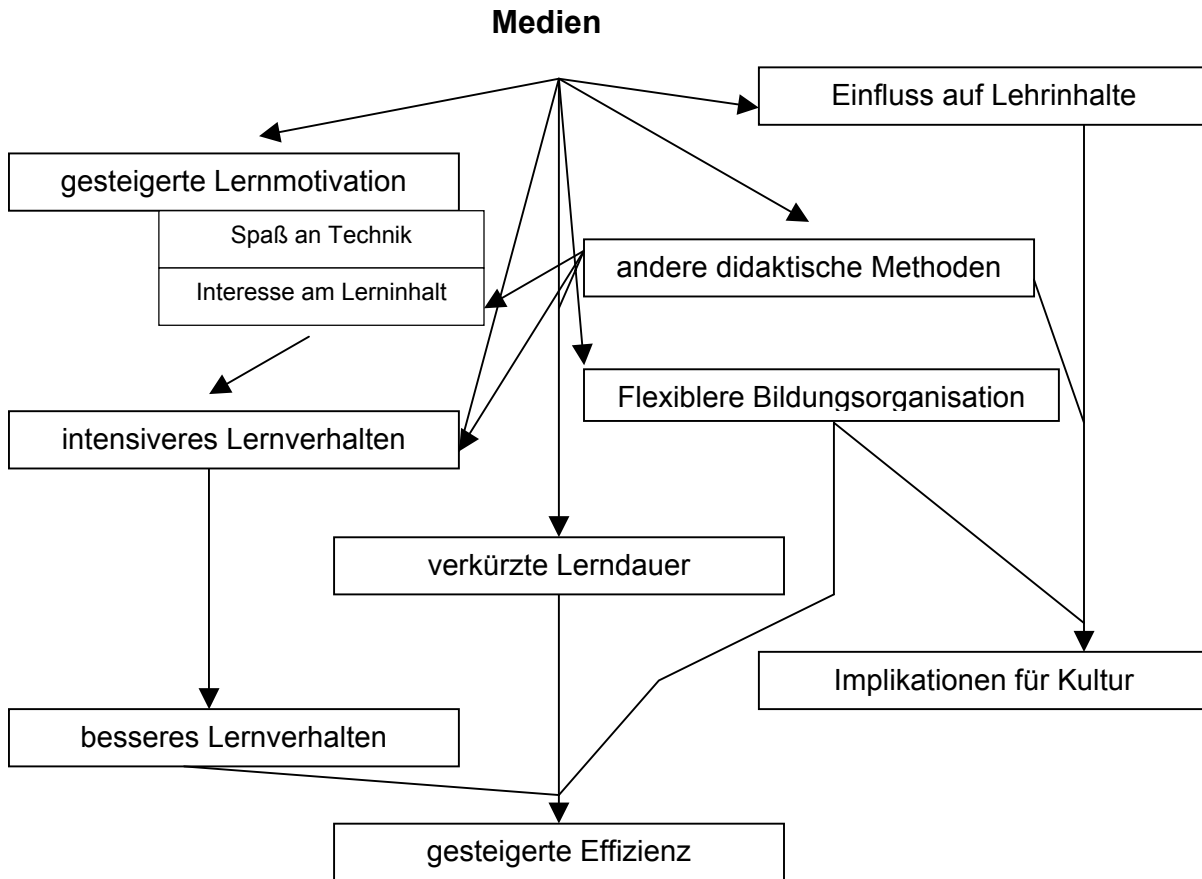 Medien
Einfluss auf Lehrinhalte
gesteigerte Lernmotivation
Spaß an Technik
Interesse am Lerninhalt
andere didaktische Methoden
Flexiblere Bildungsorganisation
intensiveres Lernverhalten
verkürzte Lerndauer
Implikationen für Kultur
besseres Lernverhalten
gesteigerte Effizienz